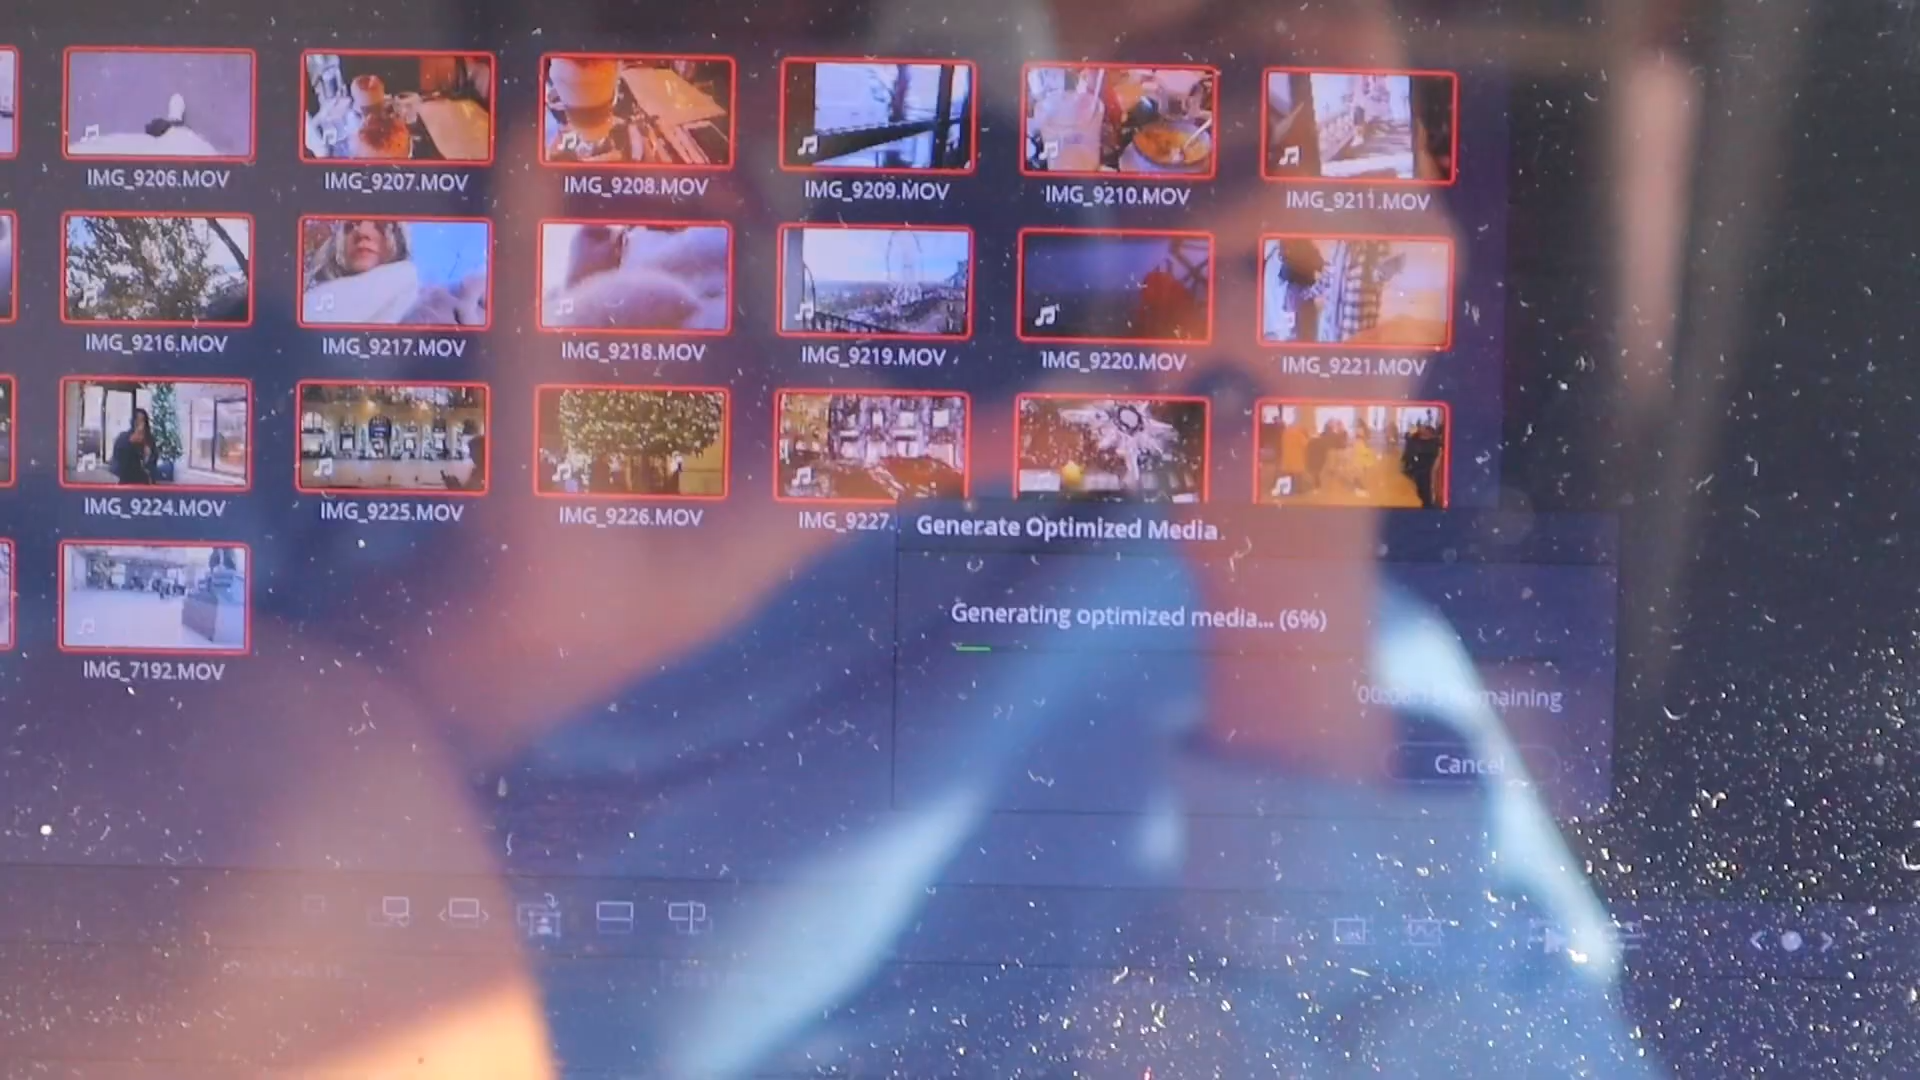 IMG_9206.MOV
IMG_9207.MOV
IMG_9208.MOV
IMG_9209.MOV
IMG_9210.MOV
IMG_9211.MOV
IMG_9216.MOV
IMG_9217.MOV
IMG_9218.MOV
IMG_9219.MOV
IMG_9220.MOV
IMG_9221.MOV
IMG_9224.MOV
IMG_9225.MOV
IMG_9226.MOV
IMG_9227.
IMG_7192.MOV
Generate Optimized Media
Generating optimized media... (6%)
remaining
Cancel